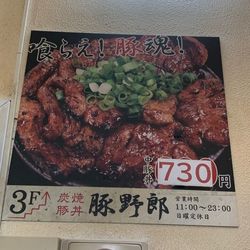 喰らえ!豚魂!
中豚丼
730円
3F 炭焼豚丼 豚野郎
営業時間
11:00~23:00
日曜定休日